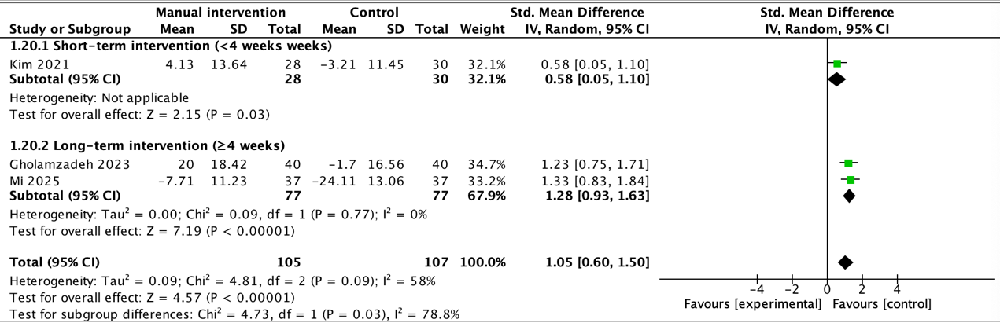 Manual intervention Control Std. Mean Difference Std. Mean Difference
Study or Subgroup Mean SD Total Mean SD Total Weight IV, Random, 95% CI IV, Random, 95% CI
1.20.1 Short-term intervention (<4 weeks weeks)
Kim 2021 4.13 13.64 28 -3.21 11.45 30 32.1% 0.58 [0.05, 1.10]
Subtotal (95% CI) 28 30 32.1% 0.58 [0.05, 1.10]
Heterogeneity: Not applicable
Test for overall effect: Z = 2.15 (P = 0.03)
1.20.2 Long-term intervention (≥4 weeks)
Gholamzadeh 2023 20 18.42 40 -1.7 16.56 40 34.7% 1.23 [0.75, 1.71]
Mi 2025 -7.71 11.23 37 -24.11 13.06 37 33.2% 1.33 [0.83, 1.84]
Subtotal (95% CI) 77 77 67.9% 1.28 [0.93, 1.63]
Heterogeneity: Tau² = 0.00; Chi² = 0.09, df = 1 (P = 0.77); I² = 0%
Test for overall effect: Z = 7.19 (P < 0.00001)
Total (95% CI) 105 107 100.0% 1.05 [0.60, 1.50]
Heterogeneity: Tau² = 0.09; Chi² = 4.81, df = 2 (P = 0.09); I² = 58%
Test for overall effect: Z = 4.57 (P < 0.00001)
Test for subgroup differences: Chi² = 4.73, df = 1 (P = 0.03), I² = 78.8%
-4 -2 0 2 4
Favours [experimental] Favours [control]